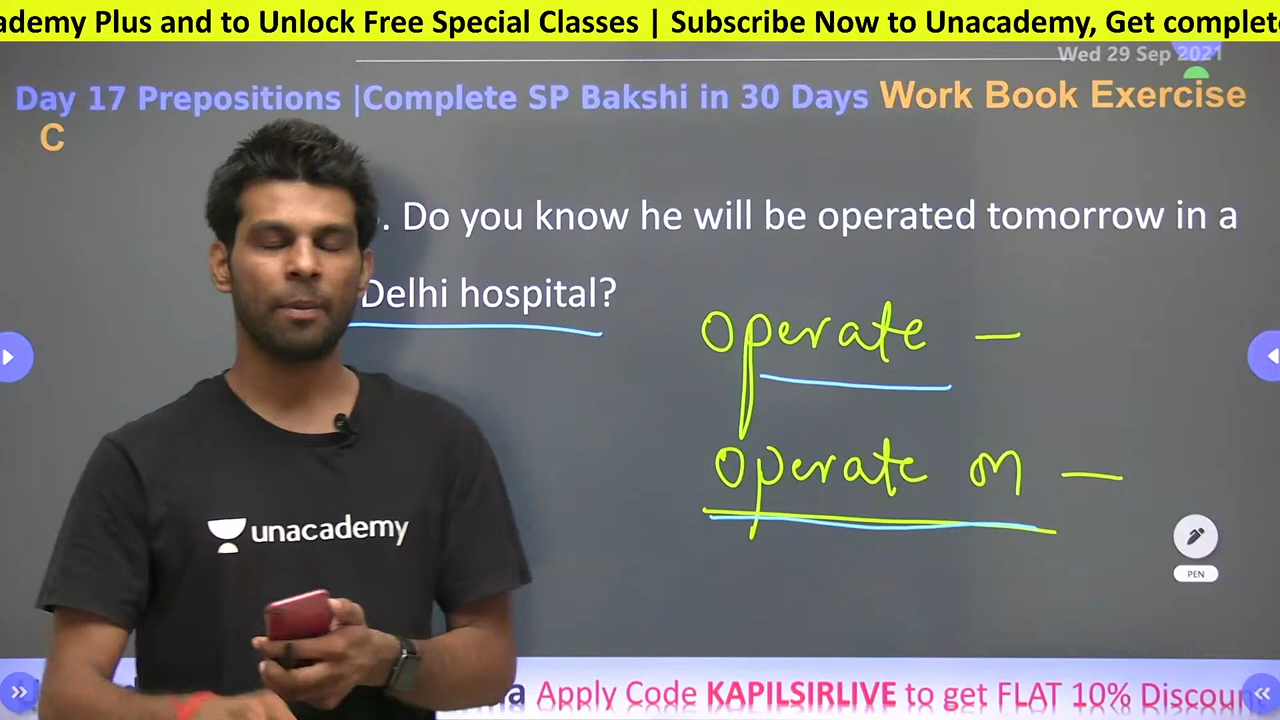 ademy Plus and to Unlock Free Special Classes | Subscribe Now to Unacademy, Get complet
Wed 29 Sep 2021
Day 17 Prepositions |Complete SP Bakshi in 30 Days Work Book Exercise
C
. Do you know he will be operated tomorrow in a
Delhi hospital?
operate —
operate on —
unacademy
PEN
Apply Code KAPILSIRLIVE to get FLAT 10% Discoun